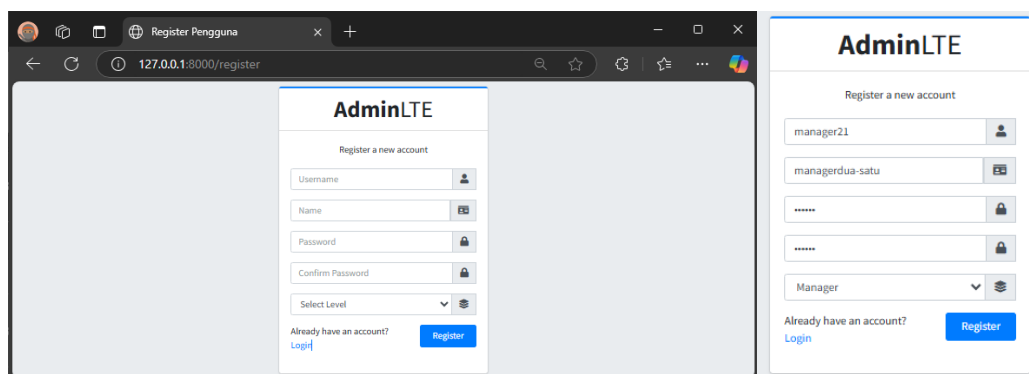 Register Pengguna
127.0.0.1:8000/register
AdminLTE
Register a new account
Username
Name
Password
Confirm Password
Select Level
Already have an account?
Login
Register
AdminLTE
Register a new account
manager21
managerdua-satu
••••••
••••••
Manager
Already have an account?
Login
Register